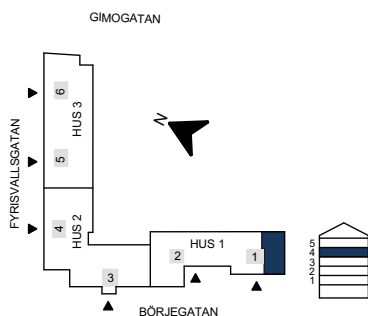 GIMOGATAN
N
6
HUS 3
FYRISVALLSGATAN
5
4
HUS 2
HUS 1
2
1
3
BÖRJEGATAN
5
4
3
2
1